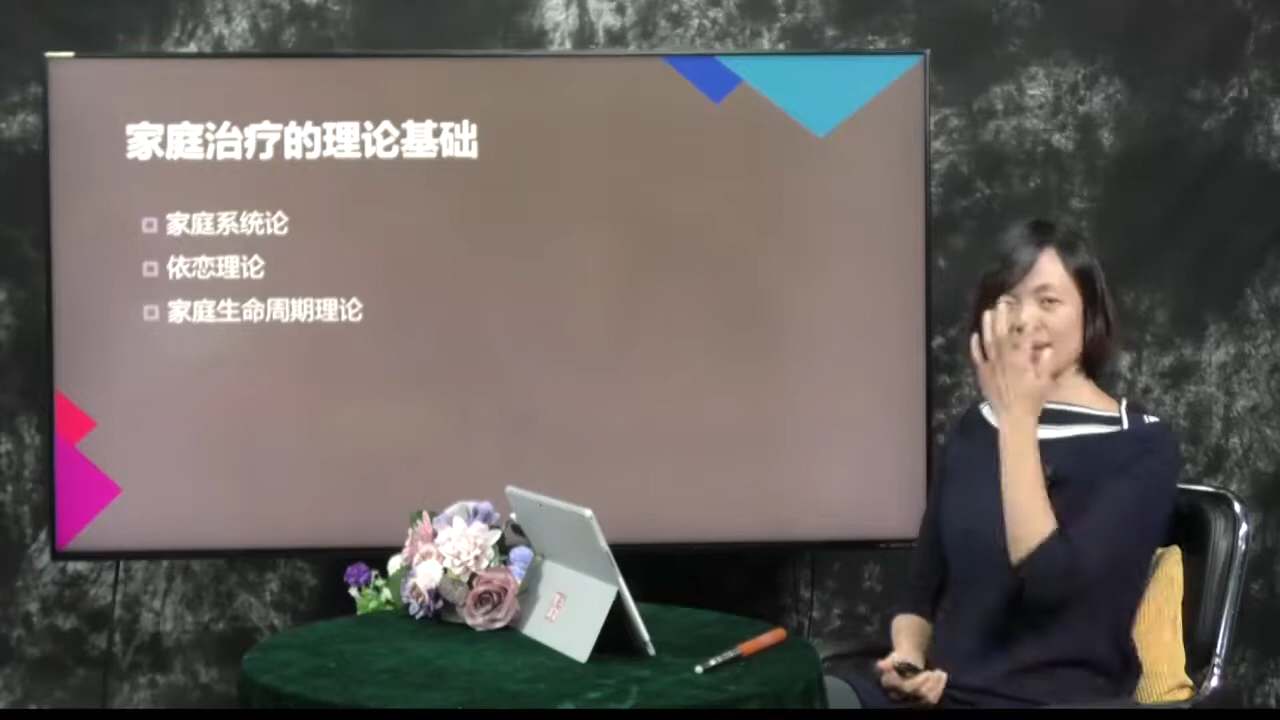 家庭治疗的理论基础
家庭系统论
依恋理论
家庭生命周期理论